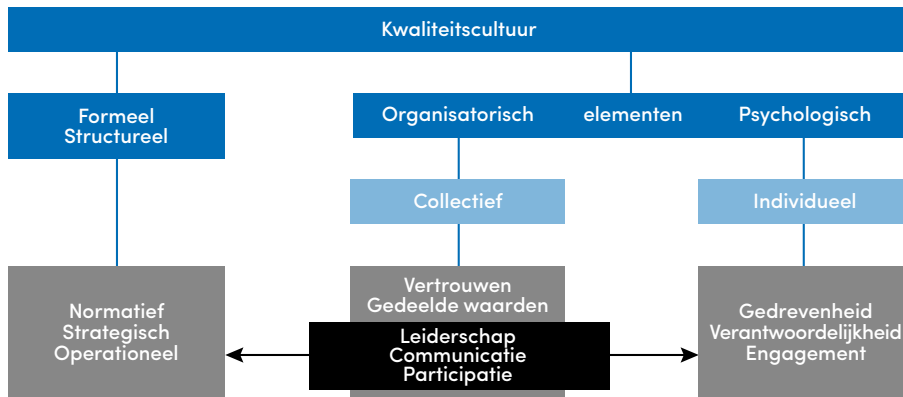 Kwaliteitscultuur
Formeel
Structureel
Organisatorisch elementen Psychologisch
Collectief
Individueel
Normatief
Strategisch
Operationeel
Vertrouwen
Gedeelde waarden
Leiderschap
Communicatie
Participatie
Gedrevenheid
Verantwoordelijkheid
Engagement